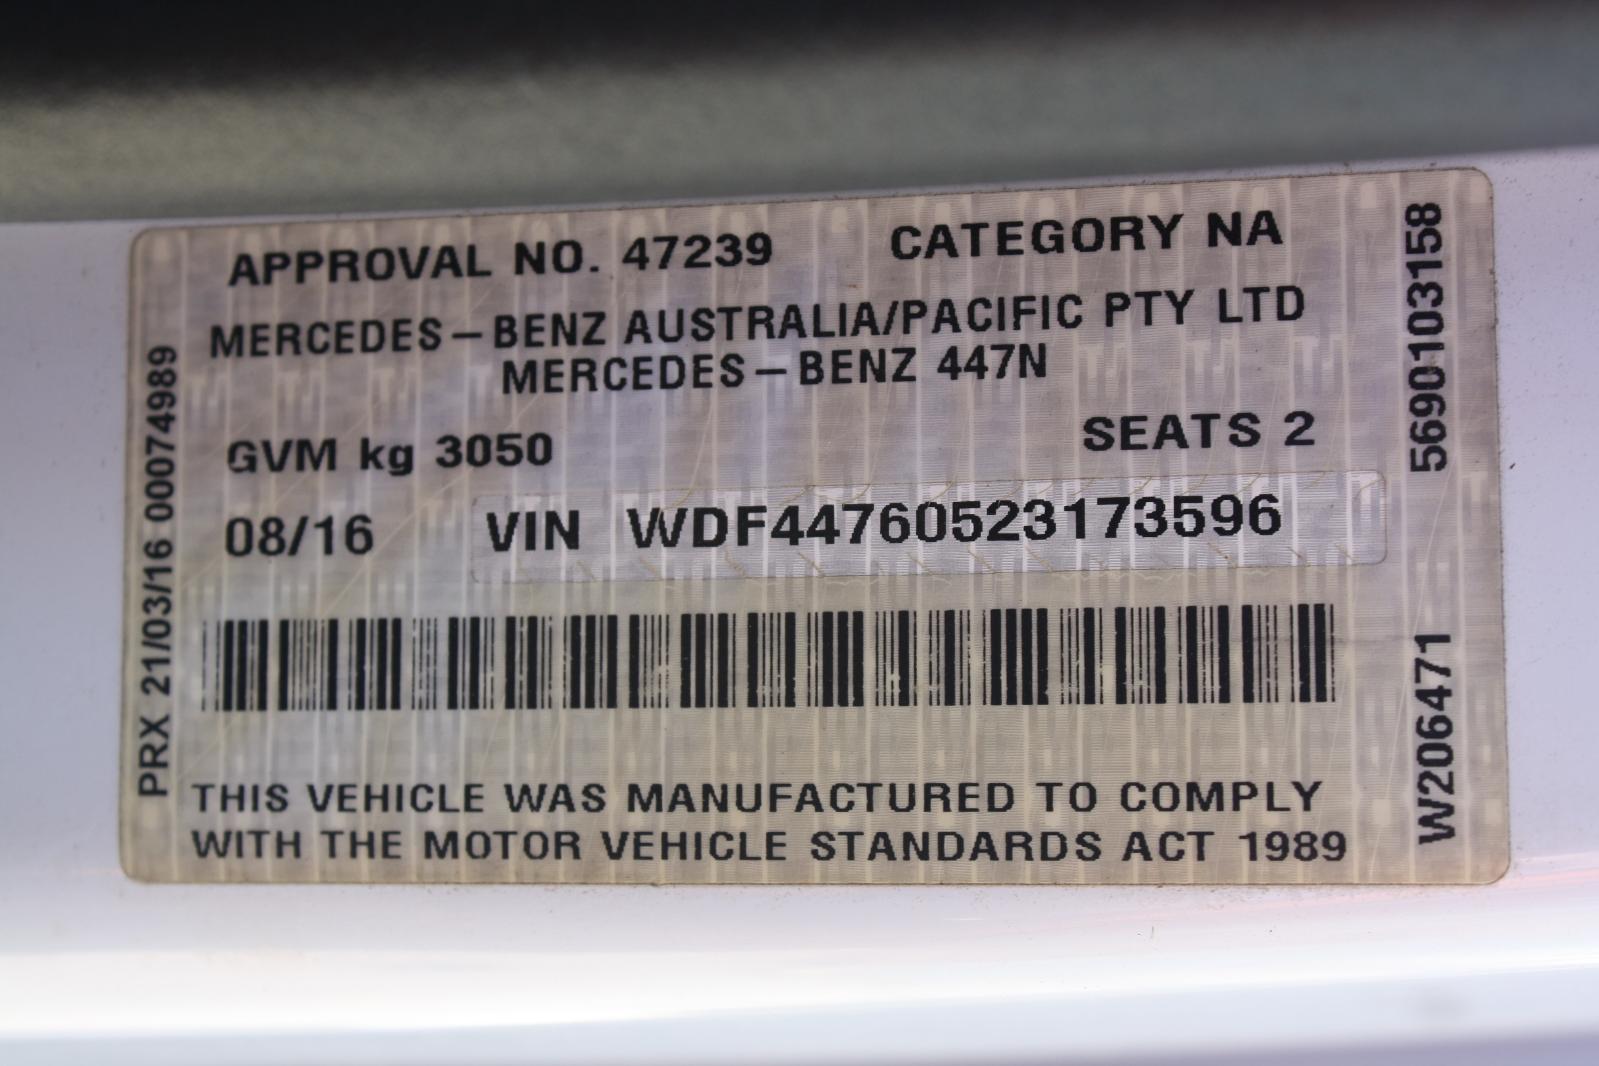 APPROVAL NO. 47239 CATEGORY NA
MERCEDES-BENZ AUSTRALIA/PACIFIC PTY LTD
MERCEDES-BENZ 447N
GVM kg 3050 SEATS 2
08/16 VIN WDF44760523173596
THIS VEHICLE WAS MANUFACTURED TO COMPLY
WITH THE MOTOR VEHICLE STANDARDS ACT 1989
PRX 21/03/16 00074989
W206471 5690103158